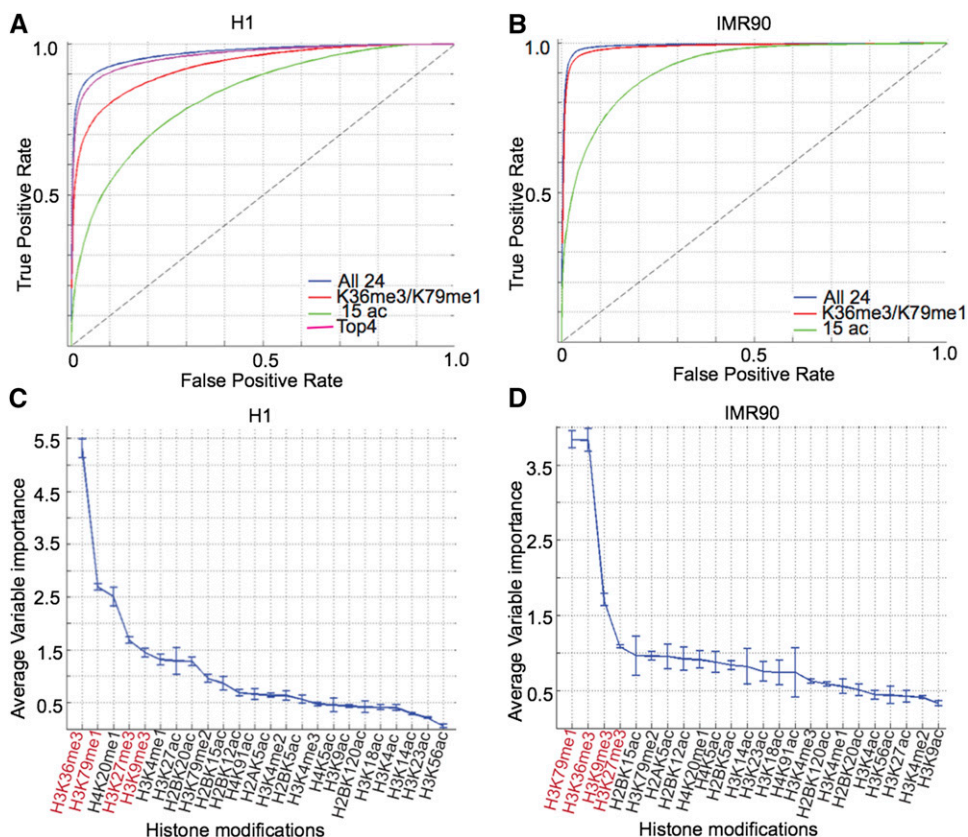 A
H1
1.0
0.5
True Positive Rate
0
0.5
1.0
False Positive Rate
All 24
K36me3/K79me1
15 ac
Top4
B
IMR90
1.0
0.5
True Positive Rate
0
0.5
1.0
False Positive Rate
All 24
K36me3/K79me1
15 ac
C
H1
5.5
4.5
3.5
2.5
1.5
0.5
Average Variable importance
H3K36me3
H3K79me1
H4K20me1
H3K27me3
H3K9me3
H3K4me1
H3K27ac
H2BK20ac
H3K79me2
H2BK15ac
H2BK12ac
H4K91ac
H2AK5ac
H3K4me2
H2BK5ac
H3K4me3
H4K5ac
H3K9ac
H2BK120ac
H3K18ac
H3K4ac
H3K14ac
H3K23ac
H3K56ac
Histone modifications
D
IMR90
3.5
2.5
1.5
0.5
Average Variable importance
H3K79me1
H3K36me3
H3K9me3
H3K27me3
H2BK15ac
H3K79me2
H2AK5ac
H2BK12ac
H4K20me1
H4K5ac
H2BK5ac
H3K14ac
H3K23ac
H3K18ac
H4K91ac
H3K4me3
H2BK120ac
H3K4me1
H2BK20ac
H3K4ac
H3K56ac
H3K27ac
H3K4me2
H3K9ac
Histone modifications